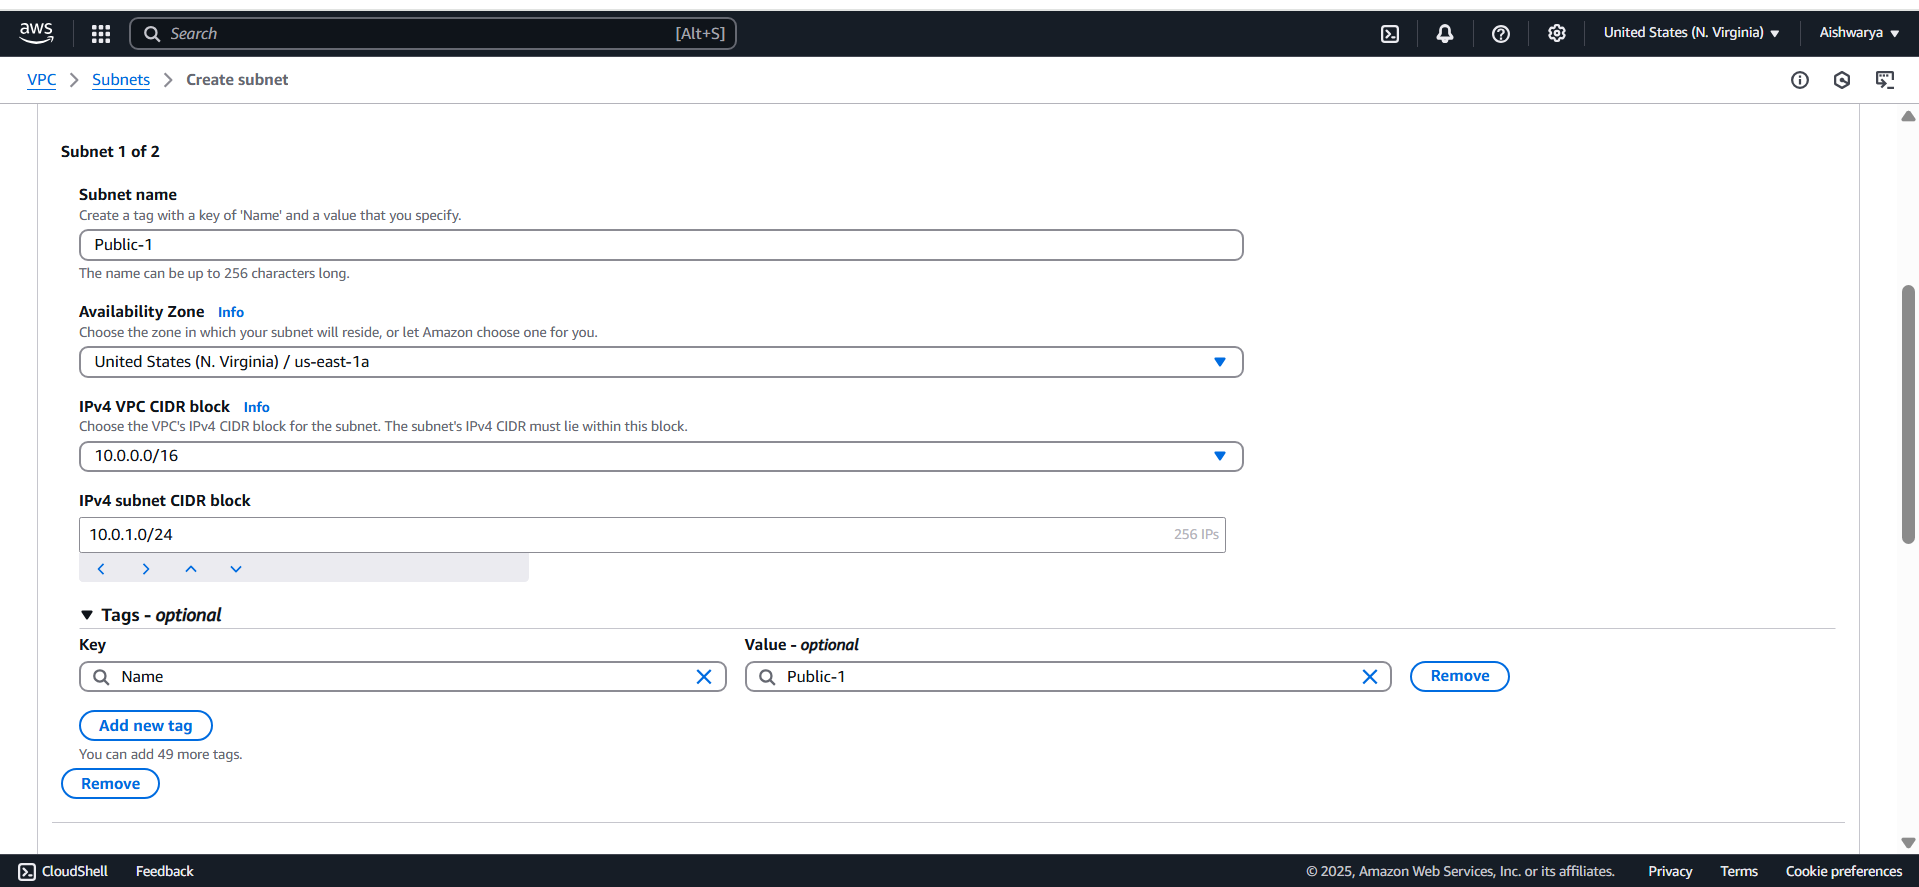 aws
Search [Alt+S]
United States (N. Virginia)
Aishwarya
VPC Subnets Create subnet
Subnet 1 of 2
Subnet name
Create a tag with a key of 'Name' and a value that you specify.
Public-1
The name can be up to 256 characters long.
Availability Zone Info
Choose the zone in which your subnet will reside, or let Amazon choose one for you.
United States (N. Virginia) / us-east-1a
IPv4 VPC CIDR block Info
Choose the VPC's IPv4 CIDR block for the subnet. The subnet's IPv4 CIDR must lie within this block.
10.0.0.0/16
IPv4 subnet CIDR block
10.0.1.0/24 256 IPs
Tags - optional
Key Value - optional
Name Public-1 Remove
Add new tag
You can add 49 more tags.
Remove
CloudShell Feedback © 2025, Amazon Web Services, Inc. or its affiliates. Privacy Terms Cookie preferences